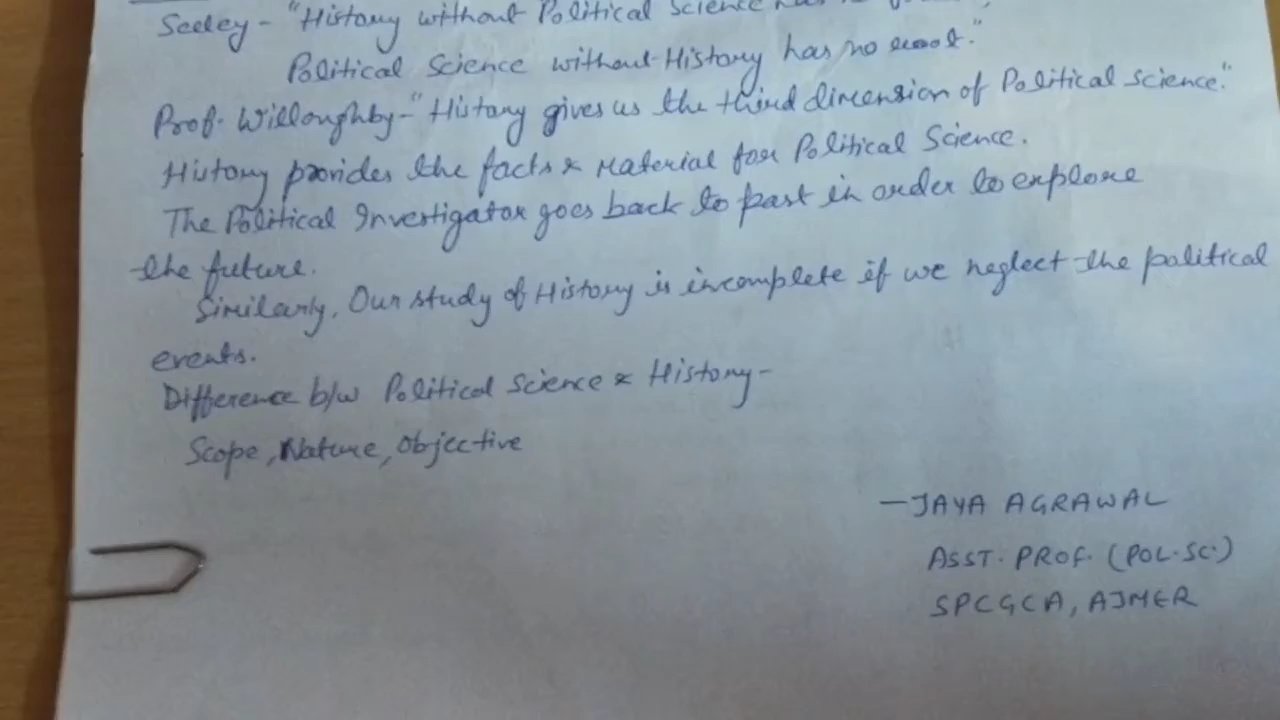 Seeley - "History without Political Science has no
Political Science without History has no root."
Prof. Willoughby - "History gives us the third dimension of Political Science."
History provides the facts & material for Political Science.
The Political Investigator goes back to past in order to explore
the future.
Similarly, Our study of History is incomplete if we neglect the political
events.
Difference b/w Political Science & History -
Scope, Nature, Objective
- JAYA AGRAWAL
ASST. PROF. (POL.SC.)
SPCGCA, AJMER